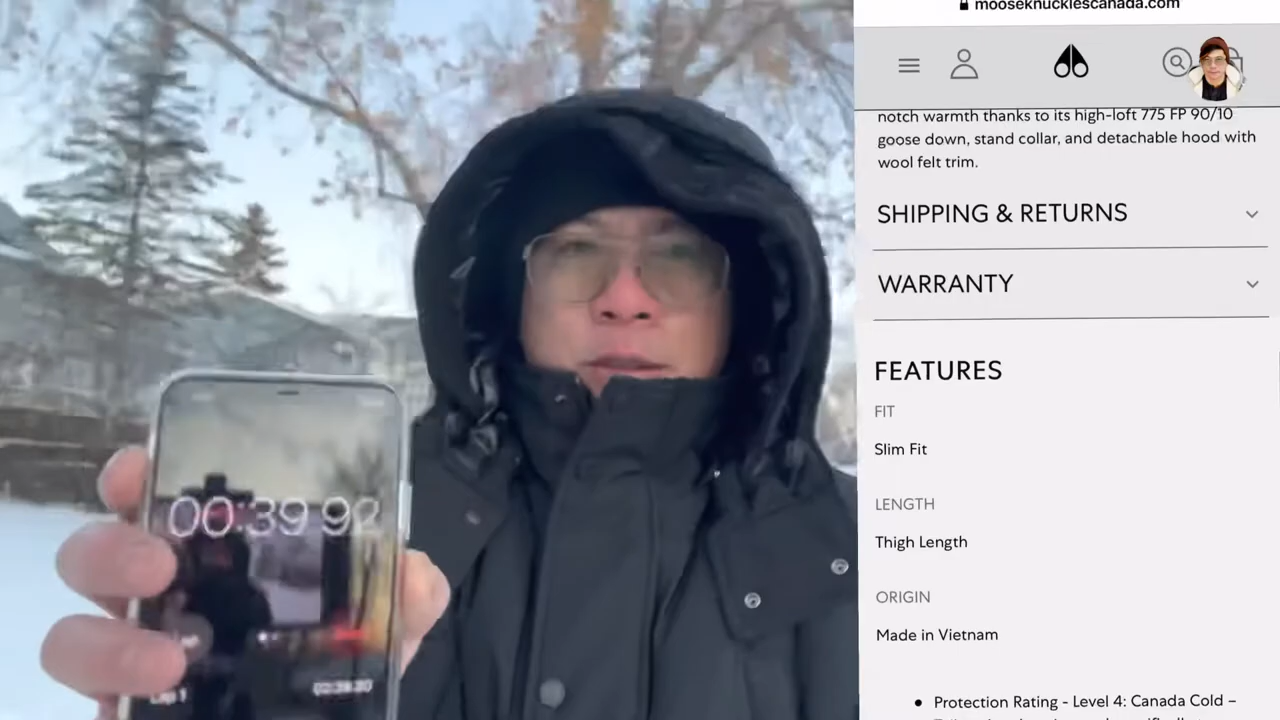 00:39.92
Lap 1
mooseknucklescanada.com
notch warmth thanks to its high-loft 775 FP 90/10
goose down, stand collar, and detachable hood with
wool felt trim.
SHIPPING & RETURNS
WARRANTY
FEATURES
FIT
Slim Fit
LENGTH
Thigh Length
ORIGIN
Made in Vietnam
Protection Rating - Level 4: Canada Cold –